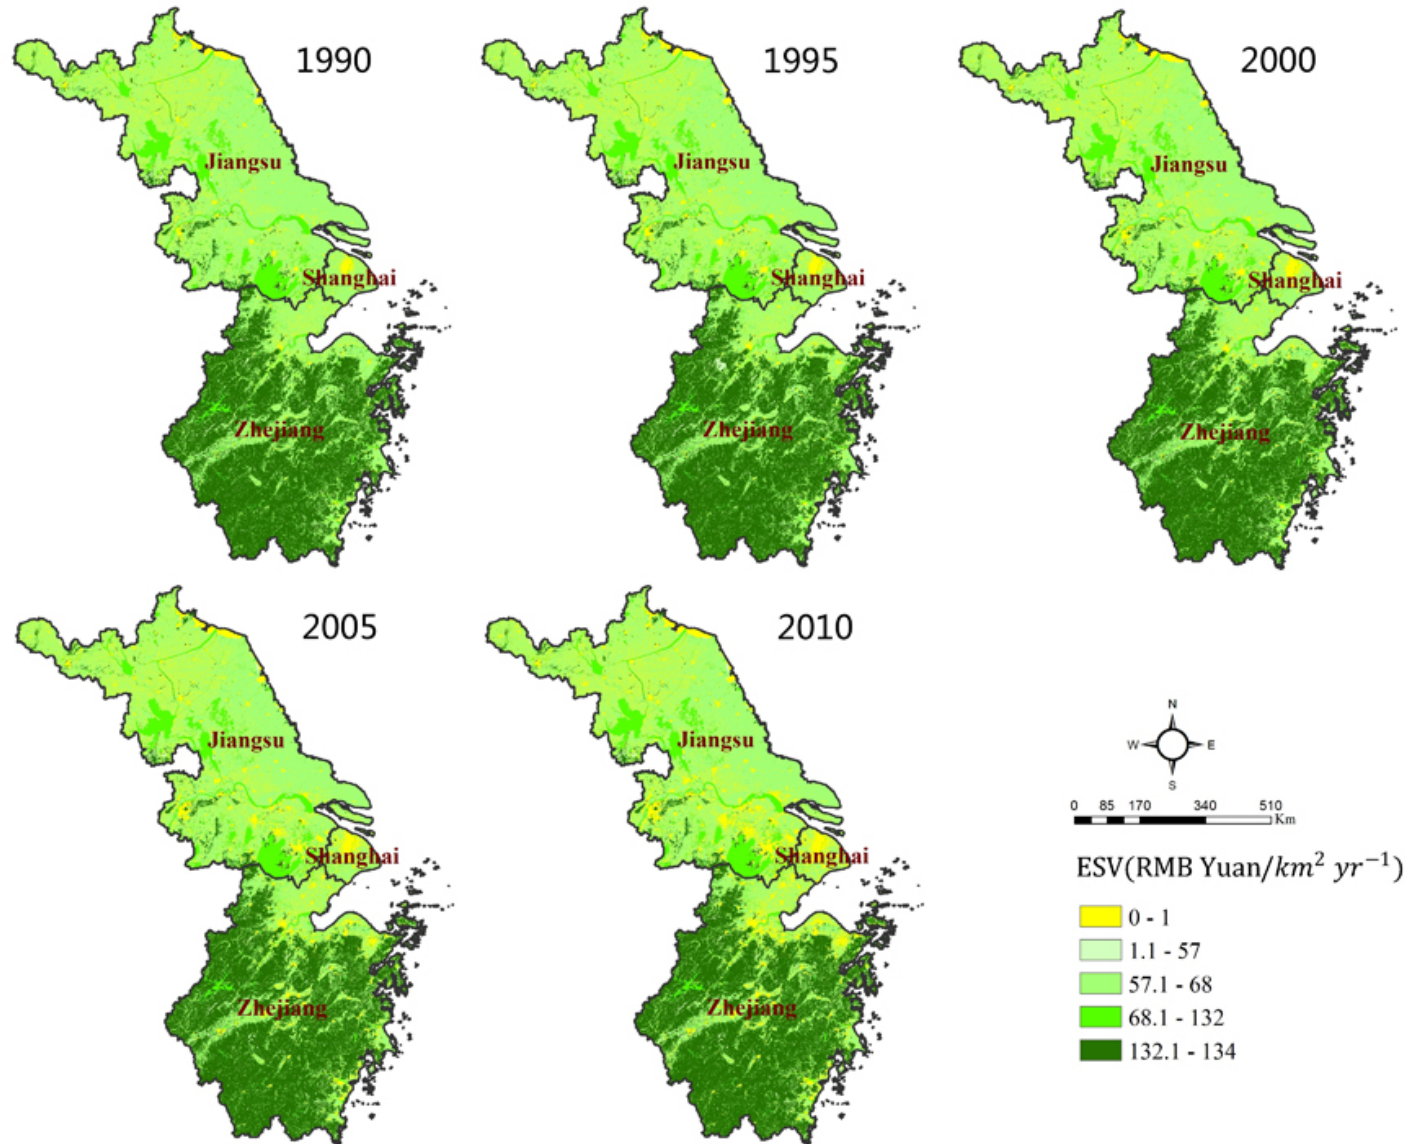 1990
1995
2000
Jiangsu
Jiangsu
Jiangsu
Shanghai
Shanghai
Shanghai
Zhejiang
Zhejiang
Zhejiang
2005
2010
Jiangsu
Jiangsu
Shanghai
Shanghai
Zhejiang
Zhejiang
N
W E
S
0 85 170 340 510
Km
ESV(RMB Yuan/km² yr⁻¹)
0 - 1
1.1 - 57
57.1 - 68
68.1 - 132
132.1 - 134